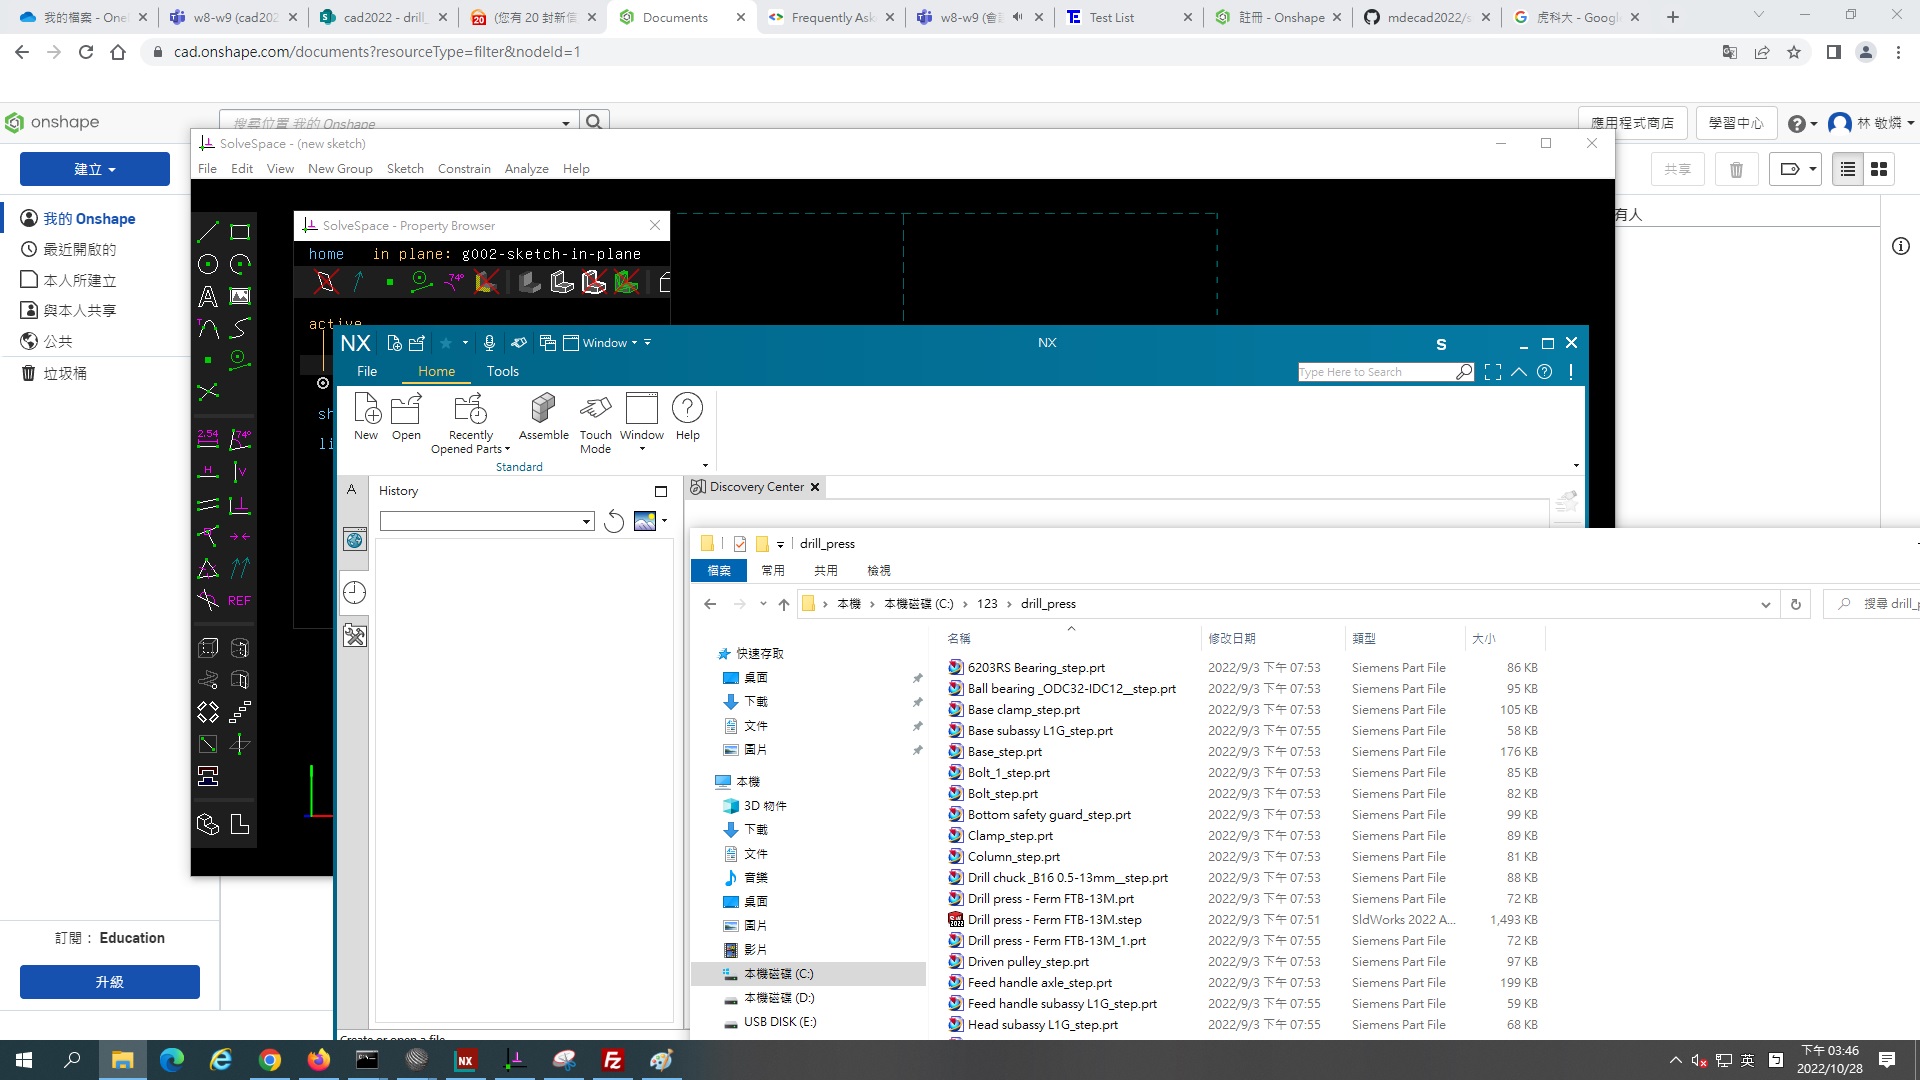 我的檔案 - OneD
w8-w9 (cad202
cad2022 - drill_
(您有 20 封新信
Documents
Frequently Ask
w8-w9 (會議
Test List
註冊 - Onshape
mdecad2022/s
虎科大 - Google
cad.onshape.com/documents?resourceType=filter&nodeId=1
onshape
搜尋位置 我的 Onshape
應用程式商店
學習中心
林 敬燐
SolveSpace - (new sketch)
File Edit View New Group Sketch Constrain Analyze Help
建立
共享
我的 Onshape
最近開啟的
本人所建立
與本人共享
公共
垃圾桶
有人
SolveSpace - Property Browser
home in plane: g002-sketch-in-plane
active
sh
li
2.54
74º
H
V
REF
NX
Window
NX
S
File Home Tools
Type Here to Search
New
Open
Recently Opened Parts
Assemble
Touch Mode
Window
Help
Standard
A
History
Discovery Center
Create or open a file
drill_press
檔案 常用 共用 檢視
本機 本機磁碟 (C:) 123 drill_press
搜尋 drill_p
名稱 修改日期 類型 大小
快速存取
桌面
下載
文件
圖片
本機
3D 物件
下載
文件
音樂
桌面
圖片
影片
本機磁碟 (C:)
本機磁碟 (D:)
USB DISK (E:)
6203RS Bearing_step.prt 2022/9/3 下午 07:53 Siemens Part File 86 KB
Ball bearing _ODC32-IDC12__step.prt 2022/9/3 下午 07:53 Siemens Part File 95 KB
Base clamp_step.prt 2022/9/3 下午 07:53 Siemens Part File 105 KB
Base subassy L1G_step.prt 2022/9/3 下午 07:55 Siemens Part File 58 KB
Base_step.prt 2022/9/3 下午 07:53 Siemens Part File 176 KB
Bolt_1_step.prt 2022/9/3 下午 07:53 Siemens Part File 85 KB
Bolt_step.prt 2022/9/3 下午 07:53 Siemens Part File 82 KB
Bottom safety guard_step.prt 2022/9/3 下午 07:53 Siemens Part File 99 KB
Clamp_step.prt 2022/9/3 下午 07:53 Siemens Part File 89 KB
Column_step.prt 2022/9/3 下午 07:53 Siemens Part File 81 KB
Drill chuck _B16 0.5-13mm__step.prt 2022/9/3 下午 07:53 Siemens Part File 88 KB
Drill press - Ferm FTB-13M.prt 2022/9/3 下午 07:53 Siemens Part File 72 KB
Drill press - Ferm FTB-13M.step 2022/9/3 下午 07:51 SldWorks 2022 A... 1,493 KB
Drill press - Ferm FTB-13M_1.prt 2022/9/3 下午 07:55 Siemens Part File 72 KB
Driven pulley_step.prt 2022/9/3 下午 07:53 Siemens Part File 97 KB
Feed handle axle_step.prt 2022/9/3 下午 07:53 Siemens Part File 199 KB
Feed handle subassy L1G_step.prt 2022/9/3 下午 07:55 Siemens Part File 59 KB
Head subassy L1G_step.prt 2022/9/3 下午 07:55 Siemens Part File 68 KB
訂閱： Education
升級
英
下午 03:46
2022/10/28